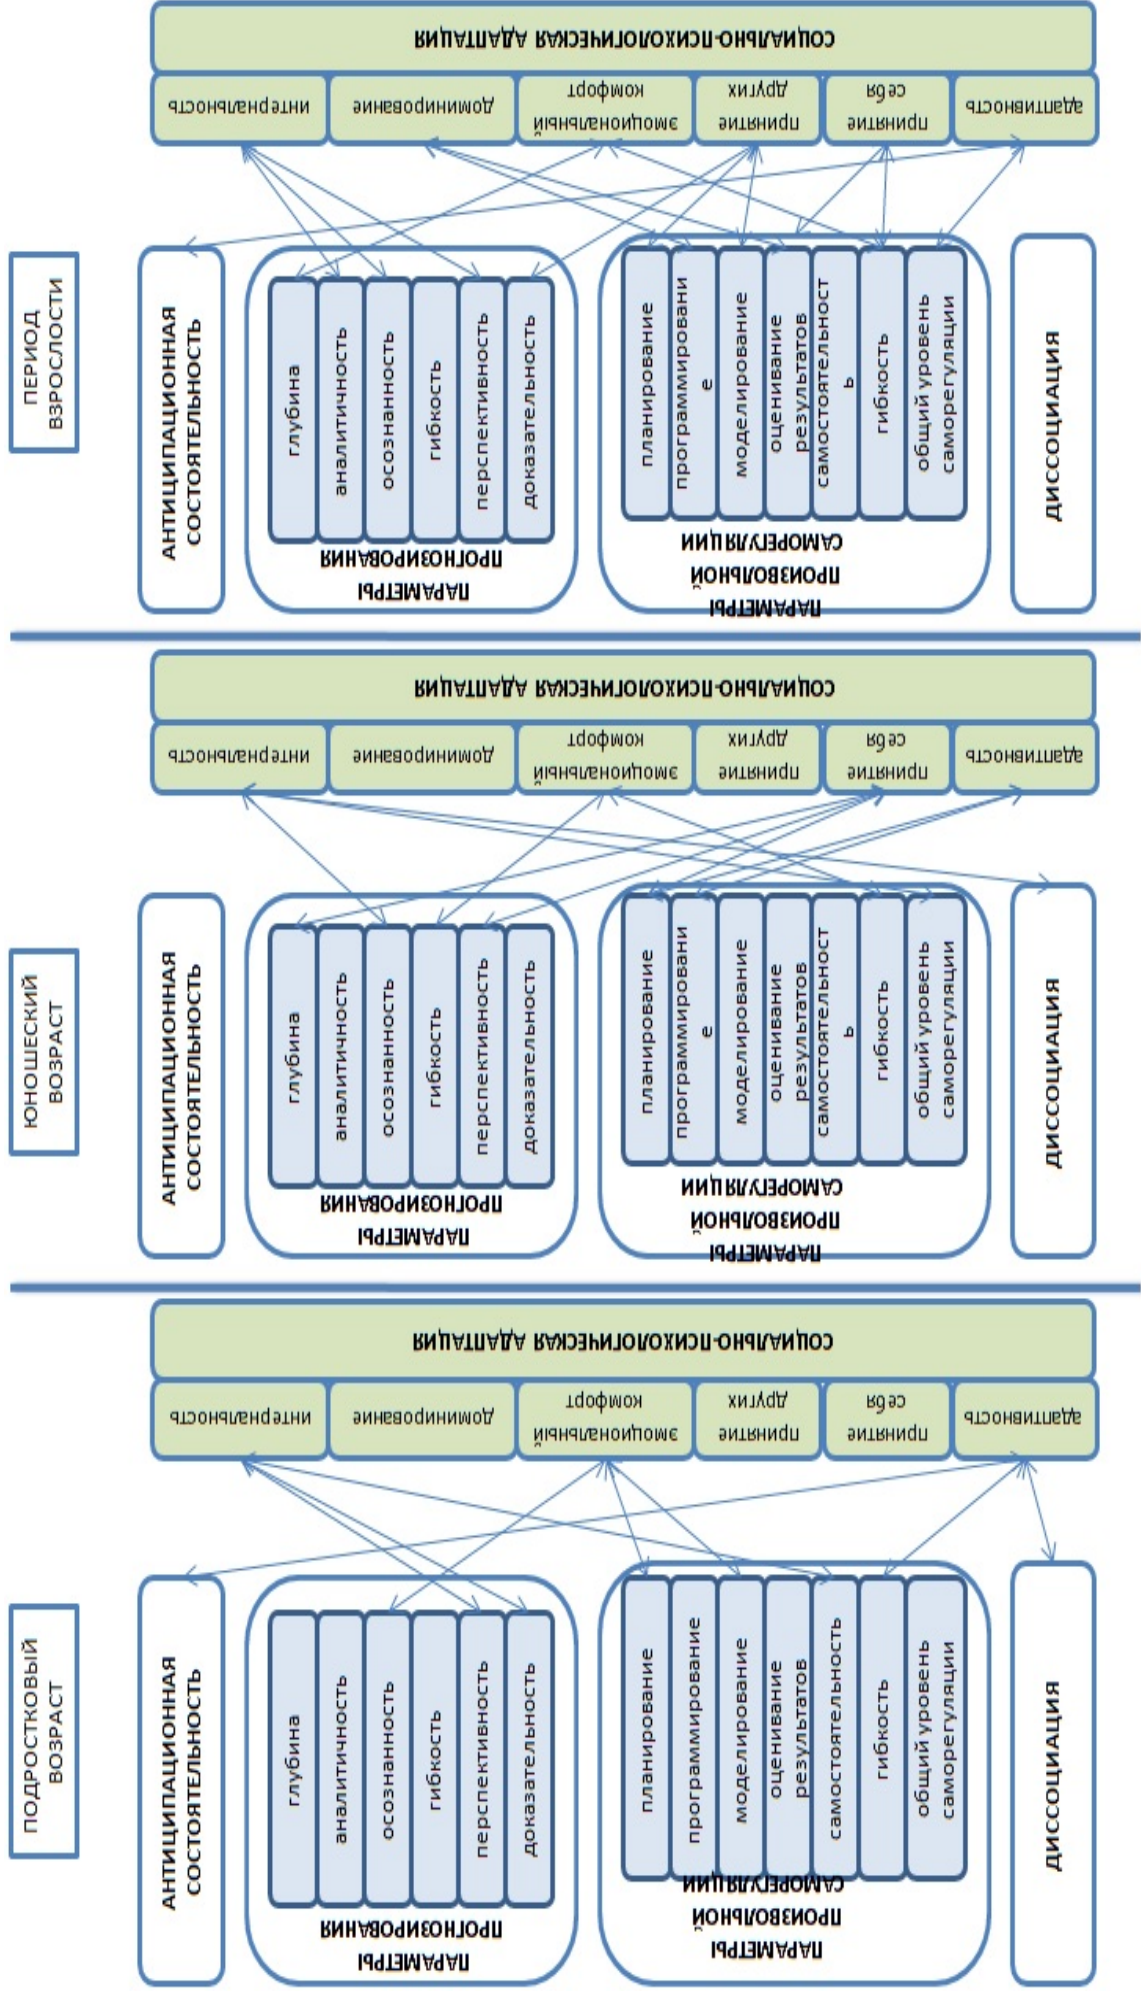 ПОДРОСТКОВЫЙ
ВОЗРАСТ
АНТИЦИПАЦИОННАЯ
СОСТОЯТЕЛЬНОСТЬ
ПАРАМЕТРЫ
ПРОГНОЗИРОВАНИЯ
глубина
аналитичность
осознанность
гибкость
перспективность
доказательность
ПАРАМЕТРЫ
ПРОИЗВОЛЬНОЙ
САМОРЕГУЛЯЦИИ
планирование
программирование
моделирование
оценивание
результатов
самостоятельность
гибкость
общий уровень
саморегуляции
ДИССОЦИАЦИЯ
интернальность
доминирование
эмоциональный
комфорт
принятие
других
принятие
себя
адаптивность
СОЦИАЛЬНО-ПСИХОЛОГИЧЕСКАЯ АДАПТАЦИЯ
ЮНОШЕСКИЙ
ВОЗРАСТ
АНТИЦИПАЦИОННАЯ
СОСТОЯТЕЛЬНОСТЬ
ПАРАМЕТРЫ
ПРОГНОЗИРОВАНИЯ
глубина
аналитичность
осознанность
гибкость
перспективность
доказательность
ПАРАМЕТРЫ
ПРОИЗВОЛЬНОЙ
САМОРЕГУЛЯЦИИ
планирование
программировани
е
моделирование
оценивание
результатов
самостоятельност
ь
гибкость
общий уровень
саморегуляции
ДИССОЦИАЦИЯ
интернальность
доминирование
эмоциональный
комфорт
принятие
других
принятие
себя
адаптивность
СОЦИАЛЬНО-ПСИХОЛОГИЧЕСКАЯ АДАПТАЦИЯ
ПЕРИОД
ВЗРОСЛОСТИ
АНТИЦИПАЦИОННАЯ
СОСТОЯТЕЛЬНОСТЬ
ПАРАМЕТРЫ
ПРОГНОЗИРОВАНИЯ
глубина
аналитичность
осознанность
гибкость
перспективность
доказательность
ПАРАМЕТРЫ
ПРОИЗВОЛЬНОЙ
САМОРЕГУЛЯЦИИ
планирование
программировани
е
моделирование
оценивание
результатов
самостоятельност
ь
гибкость
общий уровень
саморегуляции
ДИССОЦИАЦИЯ
интернальность
доминирование
эмоциональный
комфорт
принятие
других
принятие
себя
адаптивность
СОЦИАЛЬНО-ПСИХОЛОГИЧЕСКАЯ АДАПТАЦИЯ